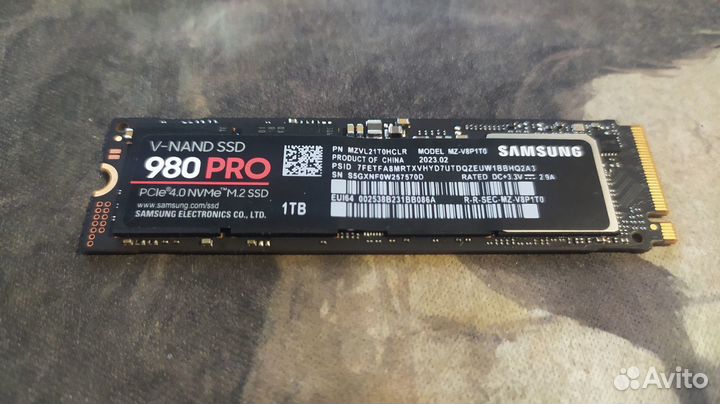 V-NAND SSD
980 PRO
PCIe® 4.0 NVMe™ M.2 SSD
www.samsung.com/ssd
SAMSUNG ELECTRONICS CO., LTD.
1TB
PN MZVL21T0HCLR MODEL MZ-V8P1T0
PRODUCT OF CHINA 2023.02
PSID 7FETFA8MRTXVHYD7UTDQZEUW1BBHQ2A3
SN S5GXNF0W257570D RATED DC+3.3V 2.9A
EUI64 002538B231BB086A R-R-SEC-MZ-V8P1T0
SAMSUNG
Avito